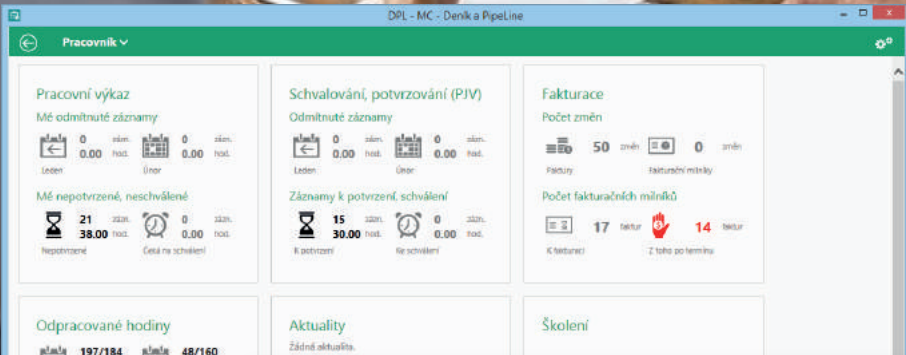 DPL - MC - Deník a PipeLine
Pracovník
Pracovní výkaz
Mé odmítnuté záznamy
0 zázn.
0.00 hod.
Leden
0 zázn.
0.00 hod.
Únor
Mé nepotvrzené, neschválené
21 zázn.
38.00 hod.
Nepotvrzené
0 zázn.
0.00 hod.
Čeká na schválení
Schvalování, potvrzování (PJV)
Odmítnuté záznamy
0 zázn.
0.00 hod.
Leden
0 zázn.
0.00 hod.
Únor
Záznamy k potvrzení, schválení
15 zázn.
30.00 hod.
K potvrzení
0 zázn.
0.00 hod.
Ke schválení
Fakturace
Počet změn
50 změn
Faktury
0 změn
Fakturační milníky
Počet fakturačních milníků
17 faktur
K fakturaci
14 faktur
Z toho po termínu
Odpracované hodiny
197/184
48/160
Aktuality
Žádná aktualita.
Školení